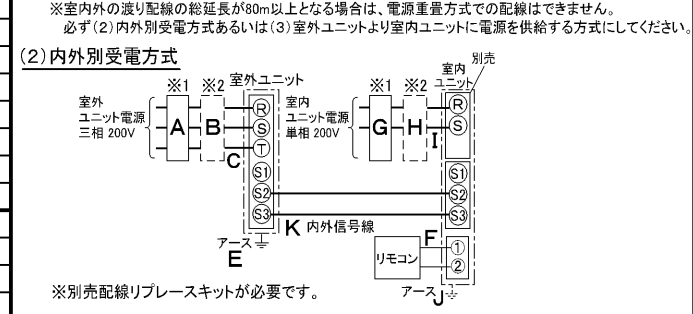 ※室内外の渡り配線の総延長が80m以上となる場合は、電源重畳方式での配線はできません。
必ず(2)内外別受電方式あるいは(3)室外ユニットより室内ユニットに電源を供給する方式にしてください。
(2)内外別受電方式
※1 ※2 室外ユニット
室外
ユニット電源
三相 200V
A B C
R
S
T
S1
S2
S3
アース
E
※1 ※2 室内
ユニット
別売
室内
ユニット電源
単相 200V
G H I
R
S
S1
S2
S3
K 内外信号線
リモコン
F
①
②
アース J
※別売配線リプレースキットが必要です。